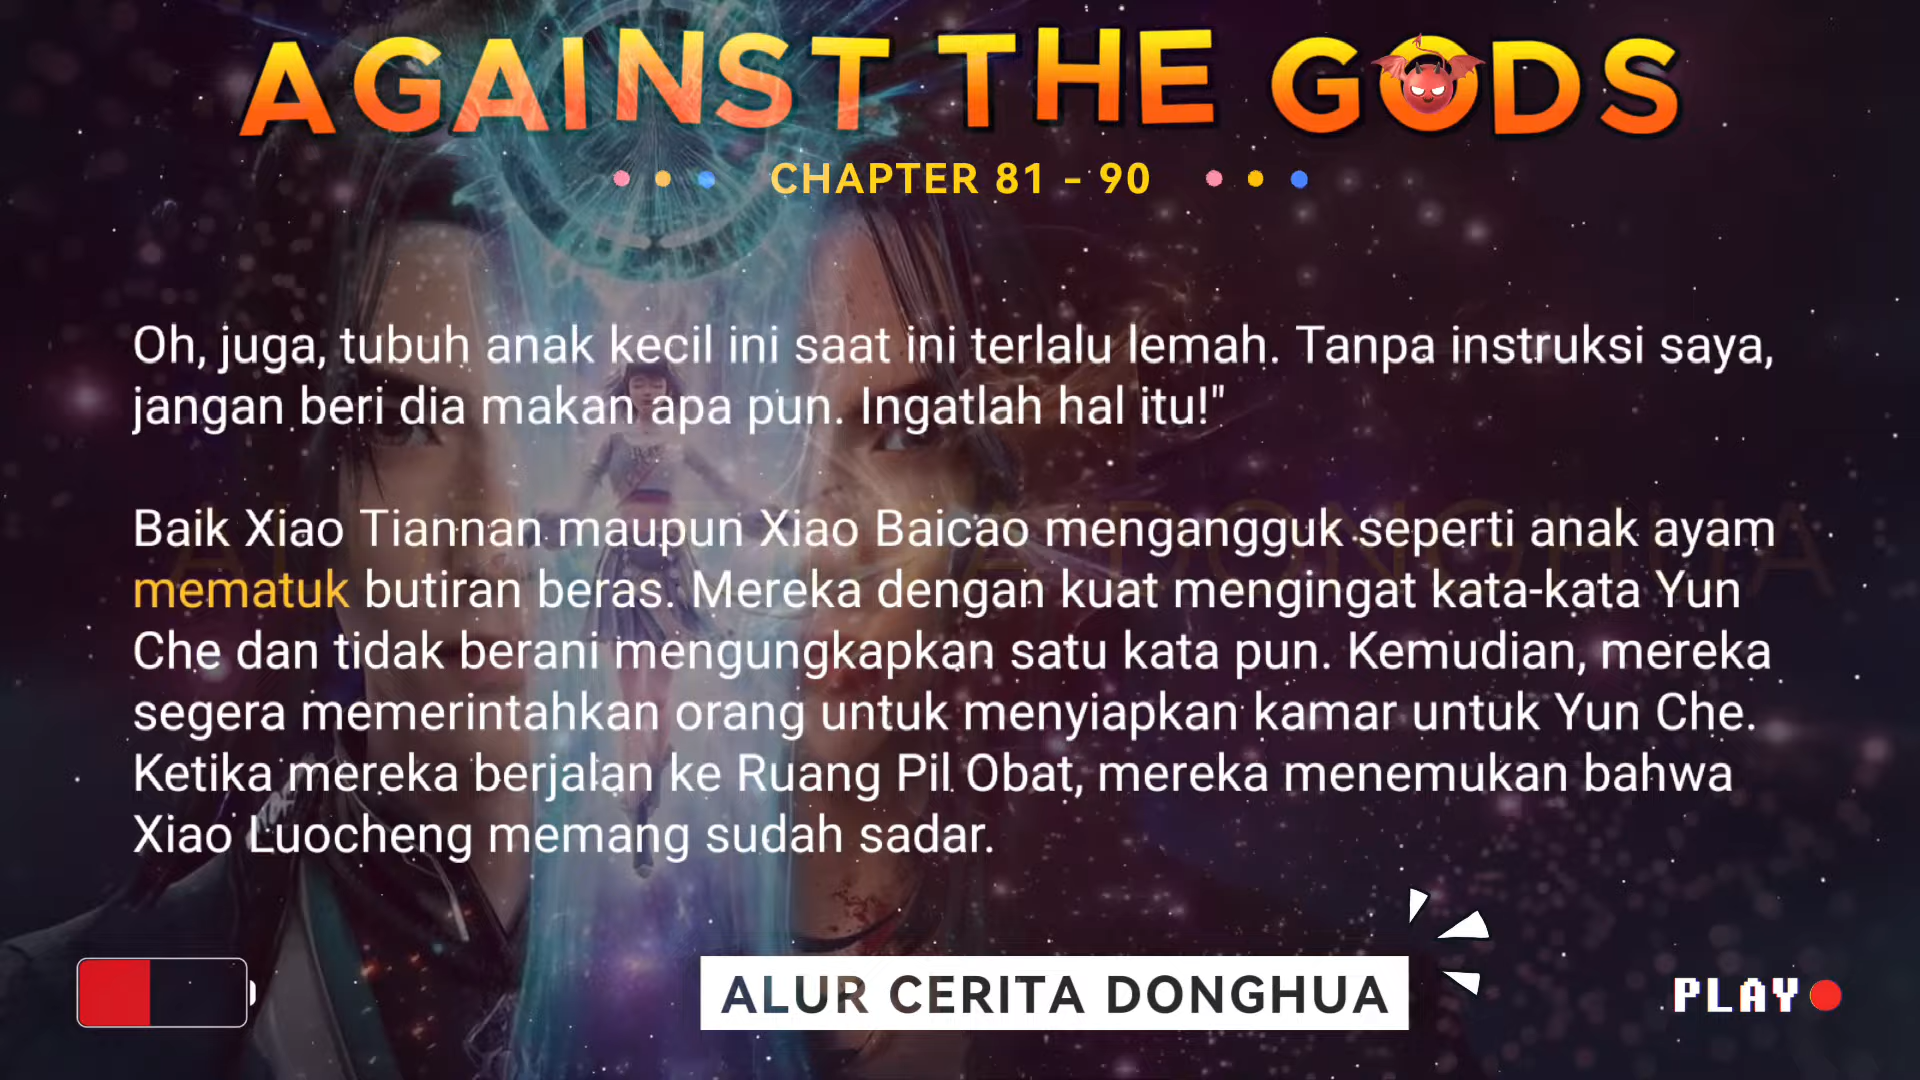 AGAINST THE GODS
CHAPTER 81 - 90
Oh, juga, tubuh anak kecil ini saat ini terlalu lemah. Tanpa instruksi saya,
jangan beri dia makan apa pun. Ingatlah hal itu!"
Baik Xiao Tiannan maupun Xiao Baicao mengangguk seperti anak ayam
mematuk butiran beras. Mereka dengan kuat mengingat kata-kata Yun
Che dan tidak berani mengungkapkan satu kata pun. Kemudian, mereka
segera memerintahkan orang untuk menyiapkan kamar untuk Yun Che.
Ketika mereka berjalan ke Ruang Pil Obat, mereka menemukan bahwa
Xiao Luocheng memang sudah sadar.
ALUR CERITA DONGHUA
PLAY